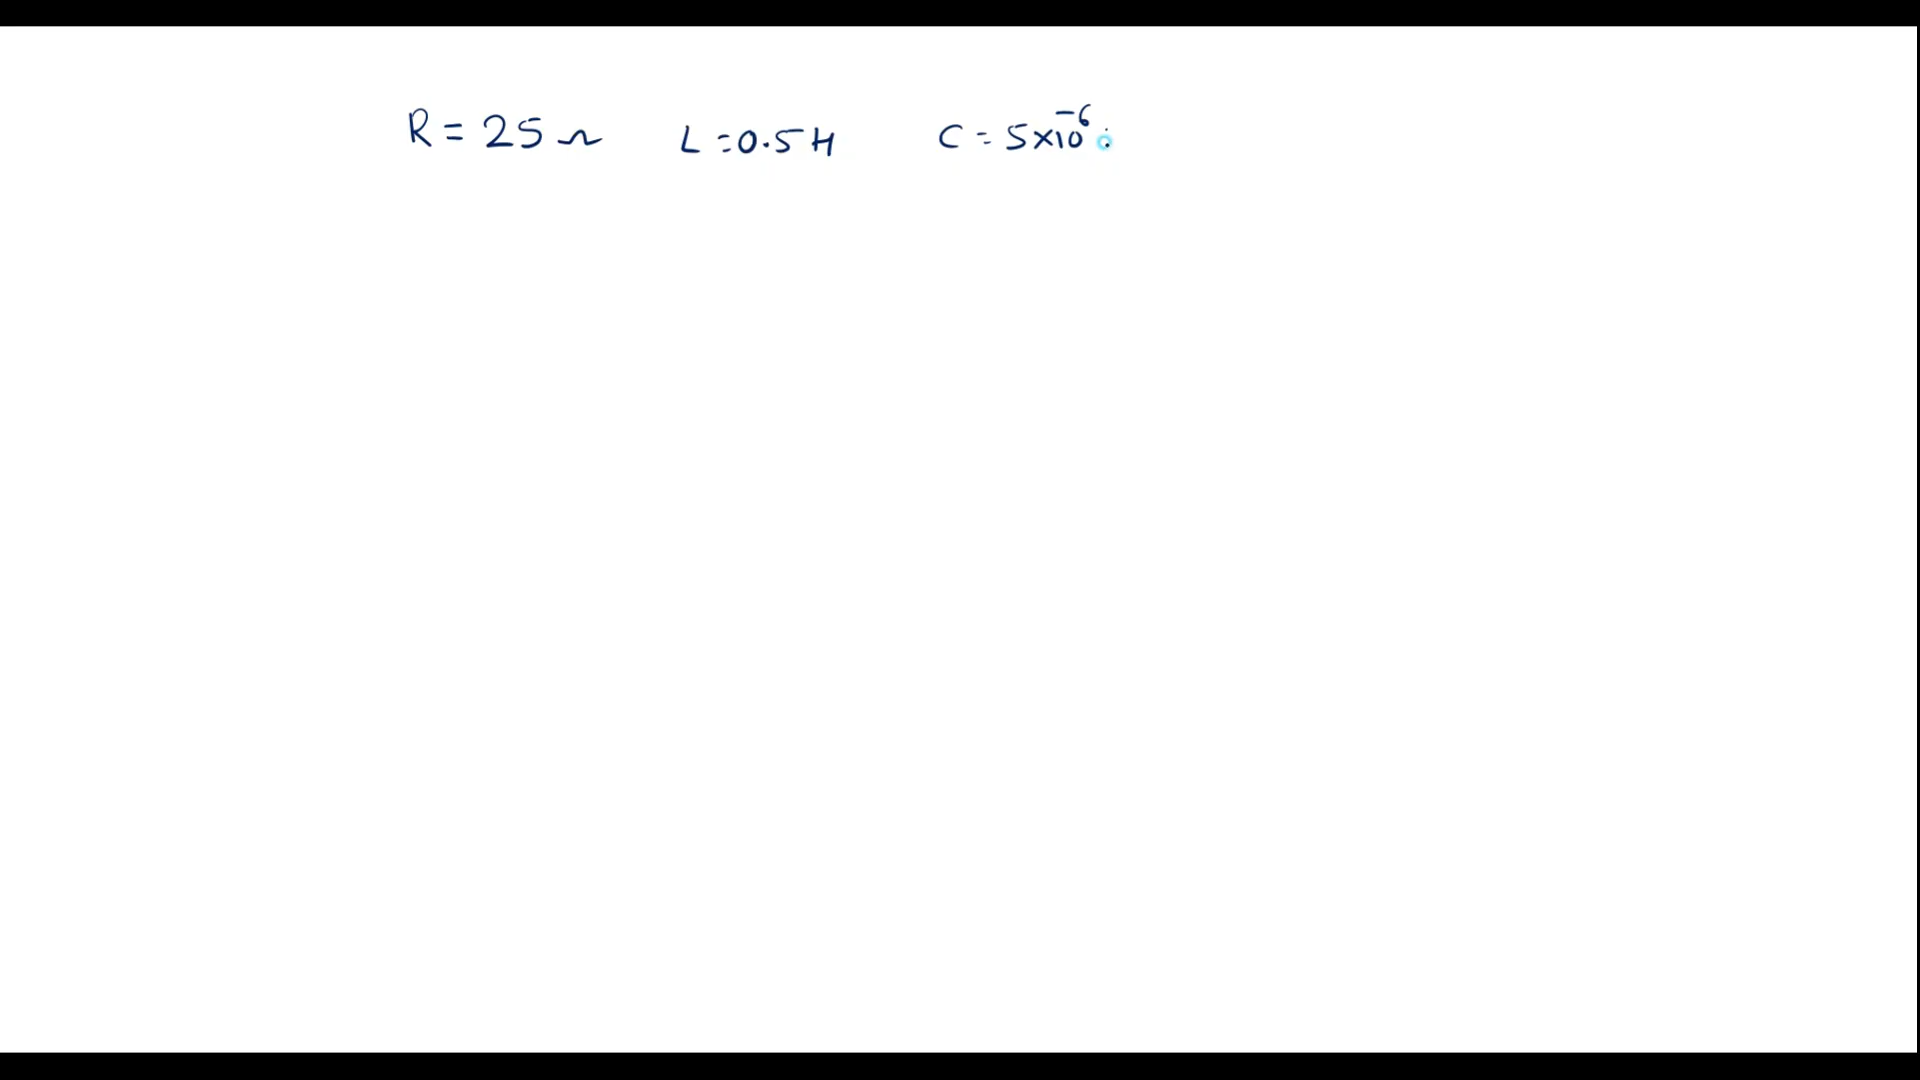 R = 25 Ω L = 0.5 H C = 5×10⁻⁶